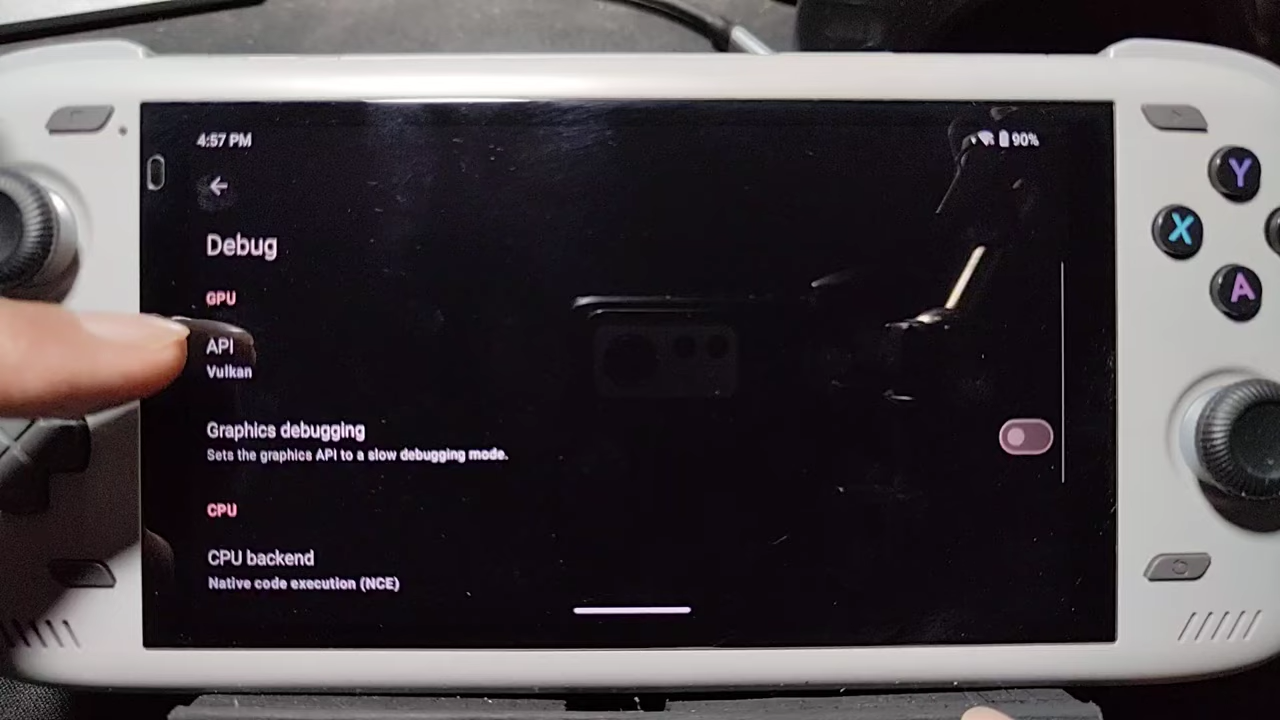 4:57 PM
90%
Debug
GPU
API
Vulkan
Graphics debugging
Sets the graphics API to a slow debugging mode.
CPU
CPU backend
Native code execution (NCE)
Y
X
A